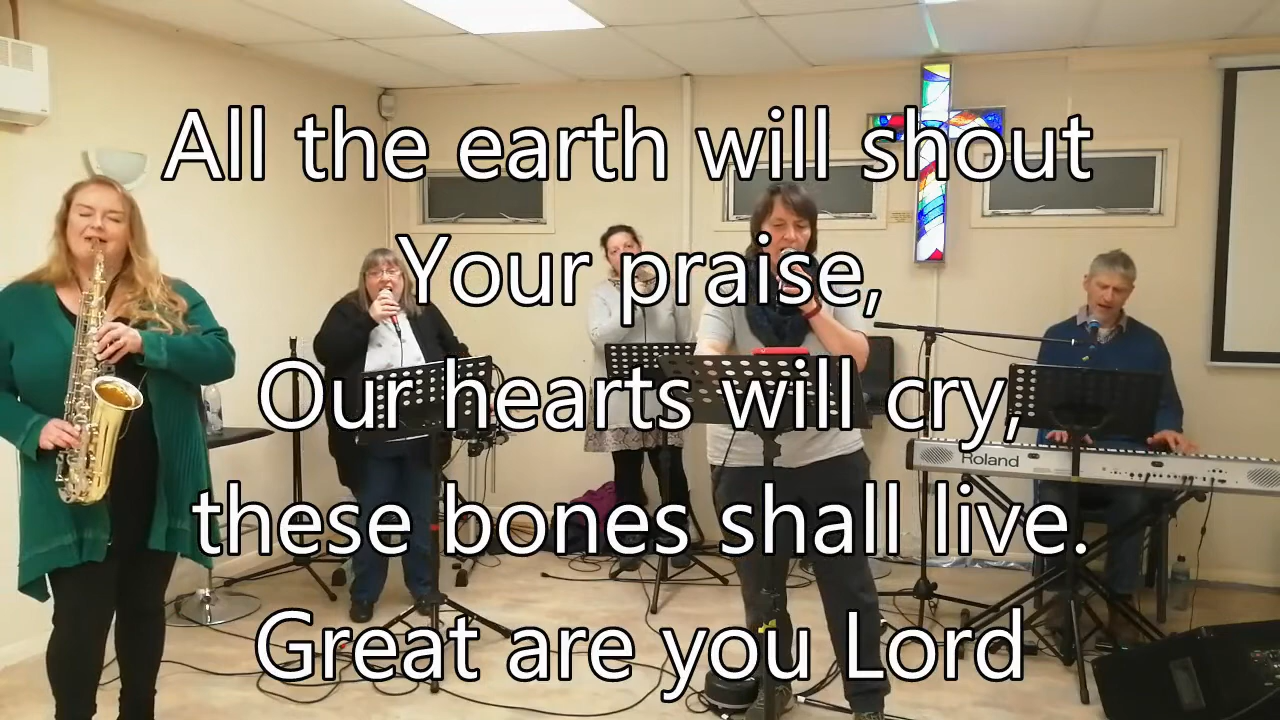 All the earth will shout
Your praise,
Our hearts will cry,
these bones shall live.
Great are you Lord
Roland